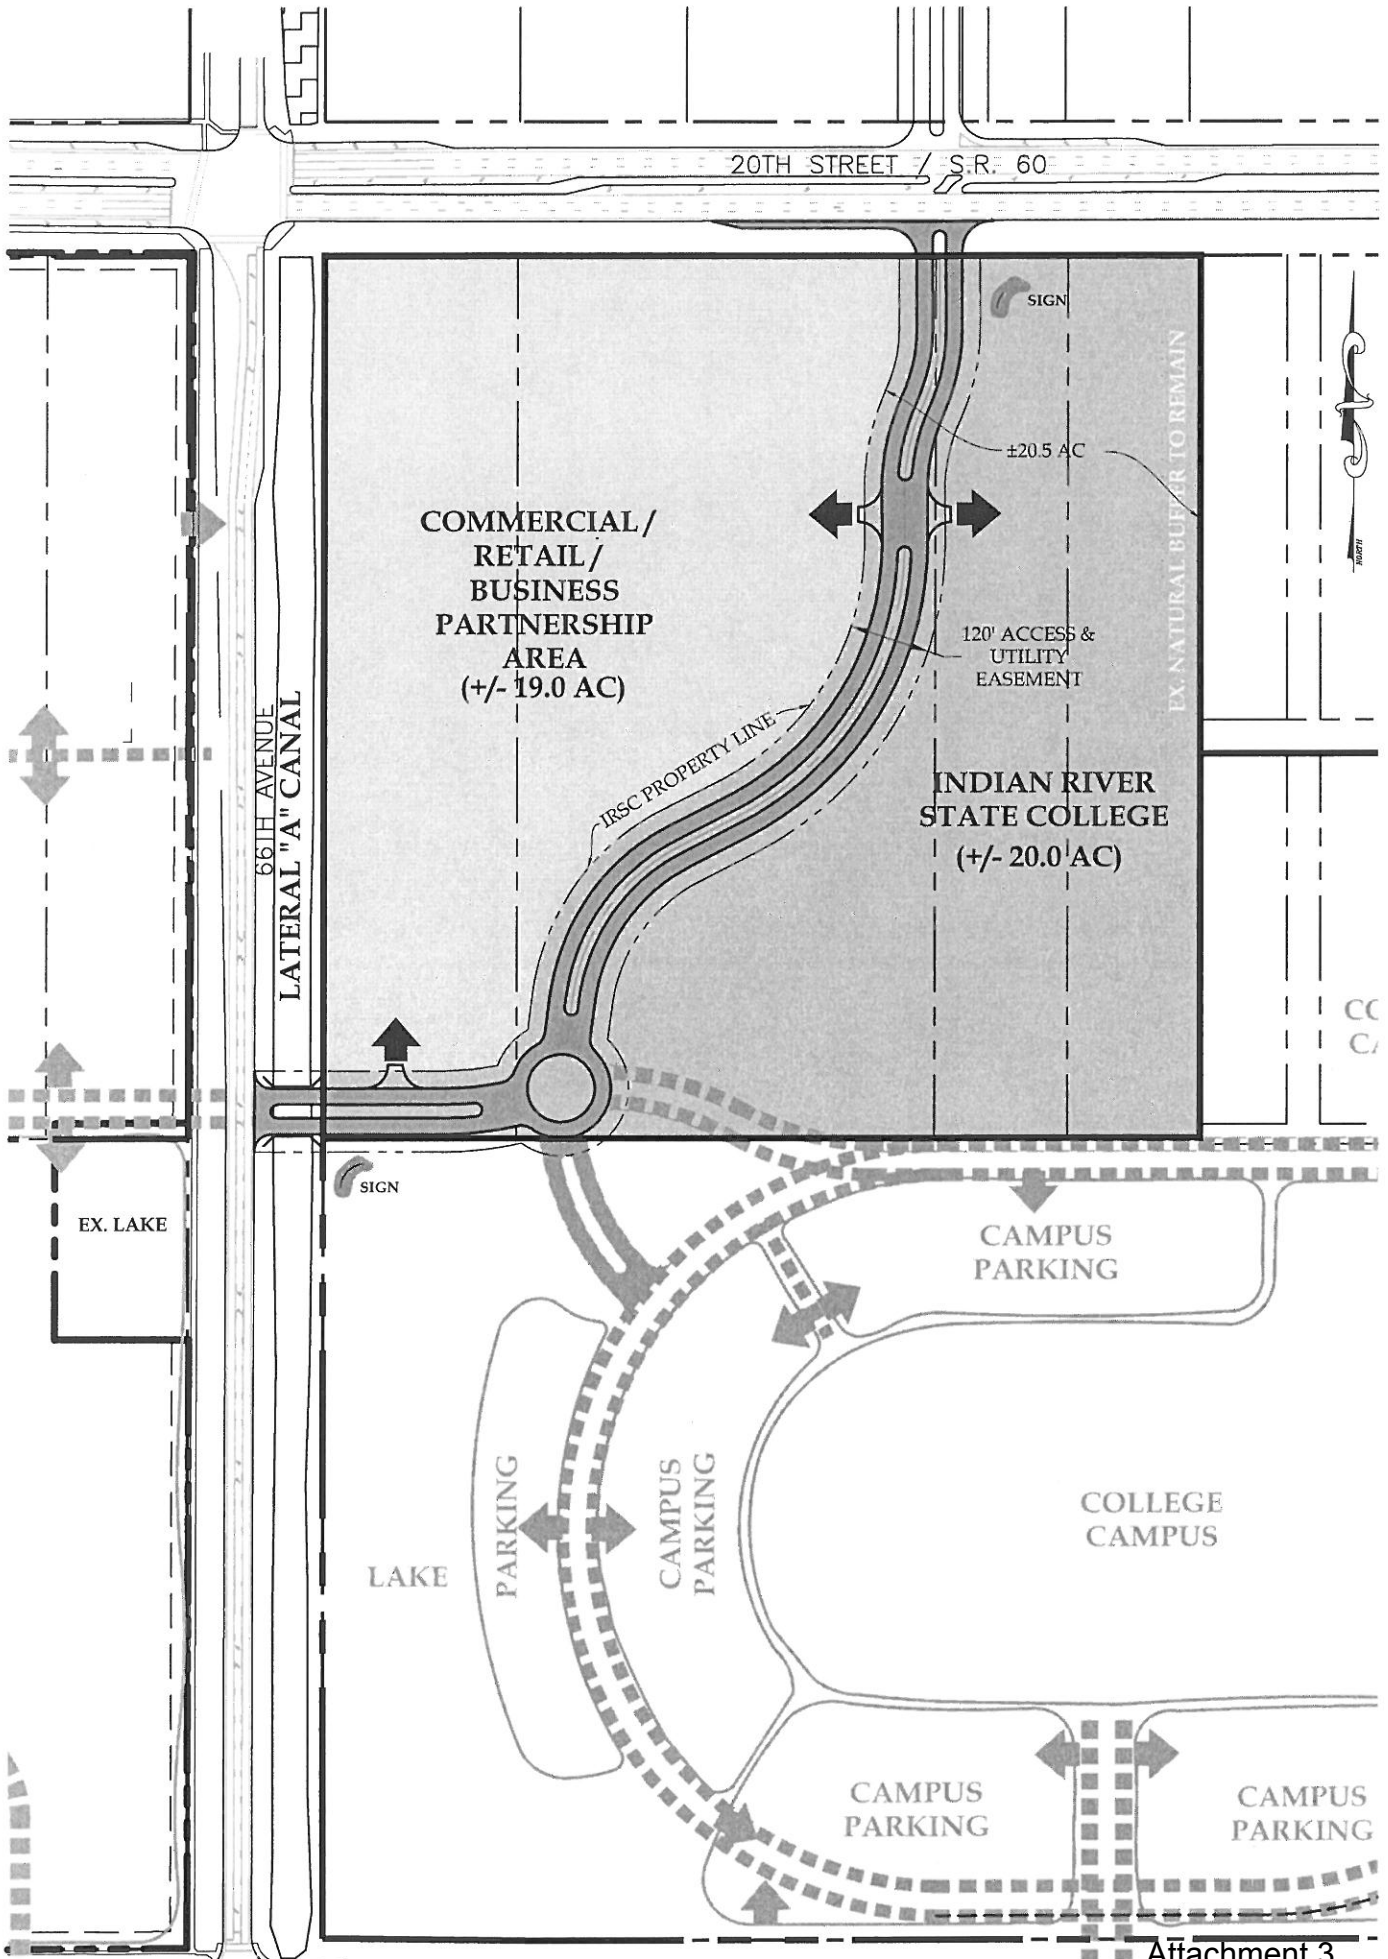 20TH STREET / S.R. 60
SIGN
EX. NATURAL BUFFER TO REMAIN
NORTH
±20.5 AC
COMMERCIAL/
RETAIL/
BUSINESS
PARTNERSHIP
AREA
(+/- 19.0 AC)
120' ACCESS &
UTILITY
EASEMENT
66TH AVENUE
LATERAL "A" CANAL
IRSC PROPERTY LINE
INDIAN RIVER
STATE COLLEGE
(+/- 20.0 AC)
CO
CA
SIGN
EX. LAKE
CAMPUS
PARKING
PARKING
CAMPUS
PARKING
COLLEGE
CAMPUS
LAKE
CAMPUS
PARKING
CAMPUS
PARKING
Attachment 3